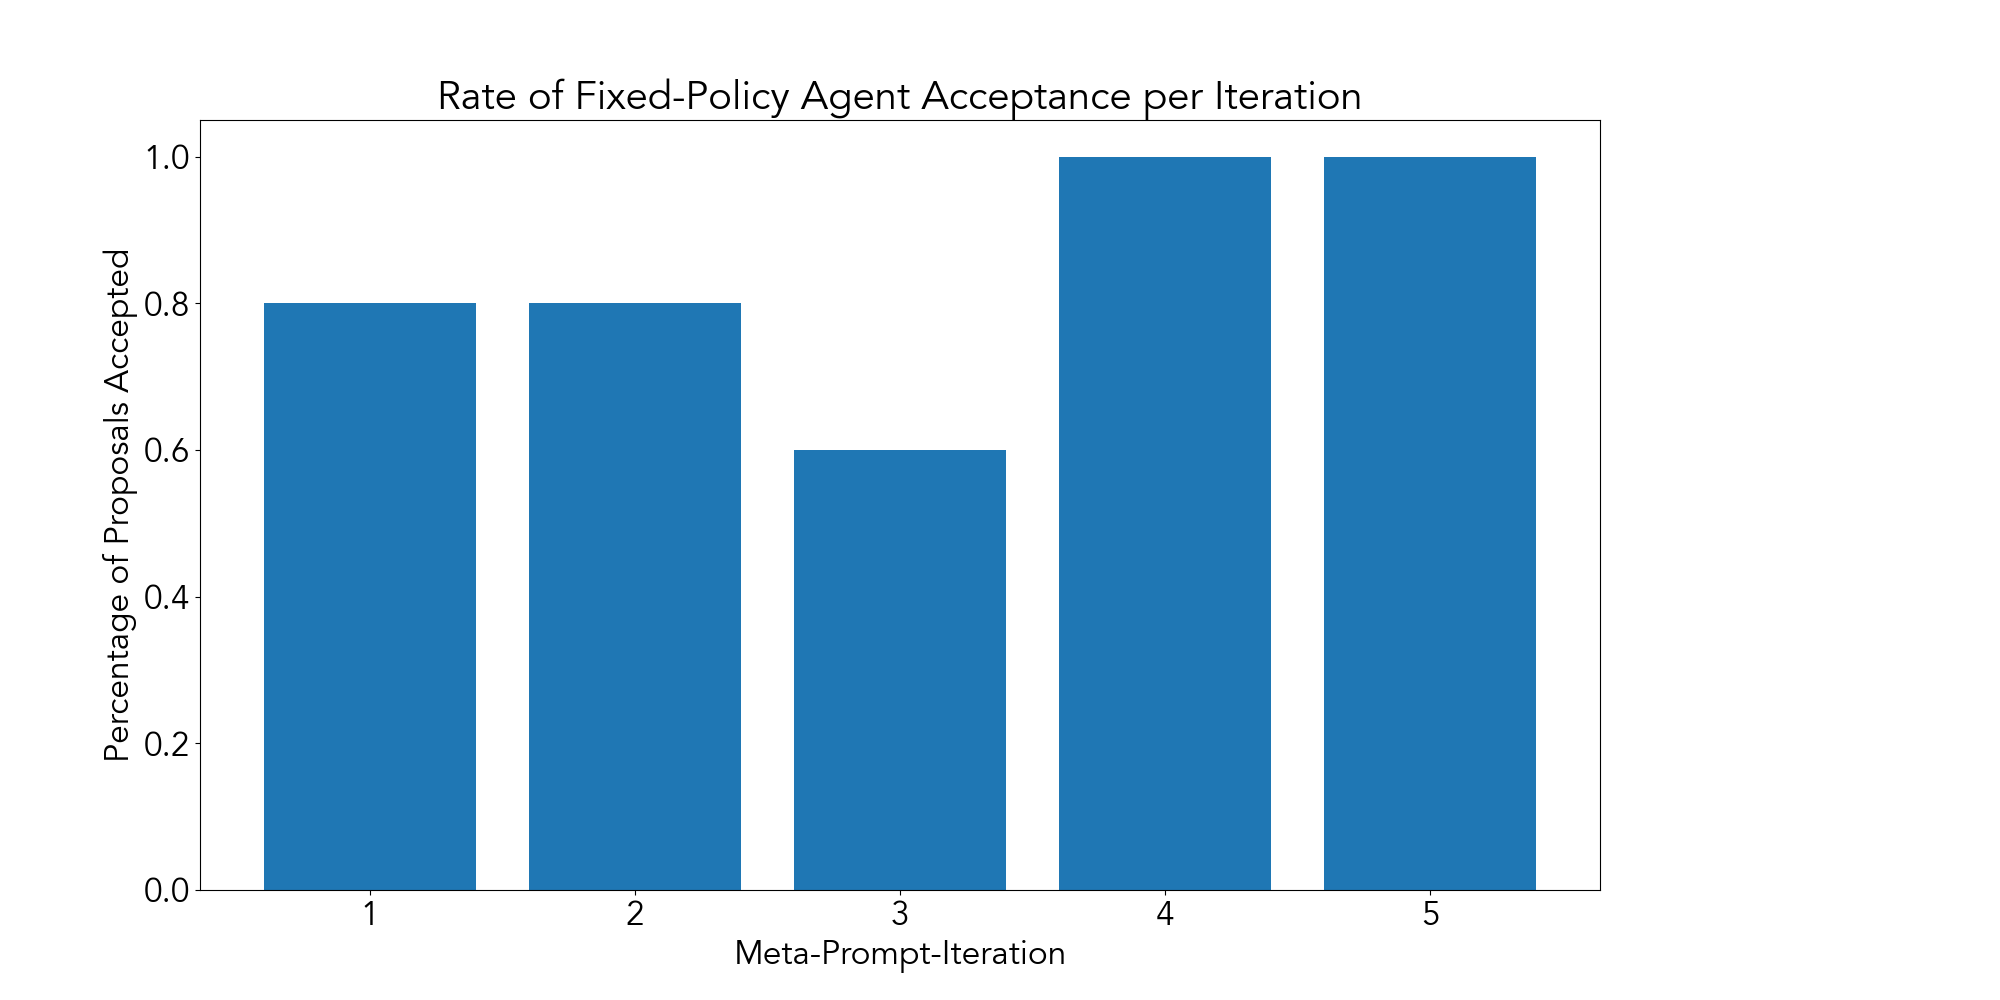 Rate of Fixed-Policy Agent Acceptance per Iteration
Percentage of Proposals Accepted
1.0
0.8
0.6
0.4
0.2
0.0
1 2 3 4 5
Meta-Prompt-Iteration